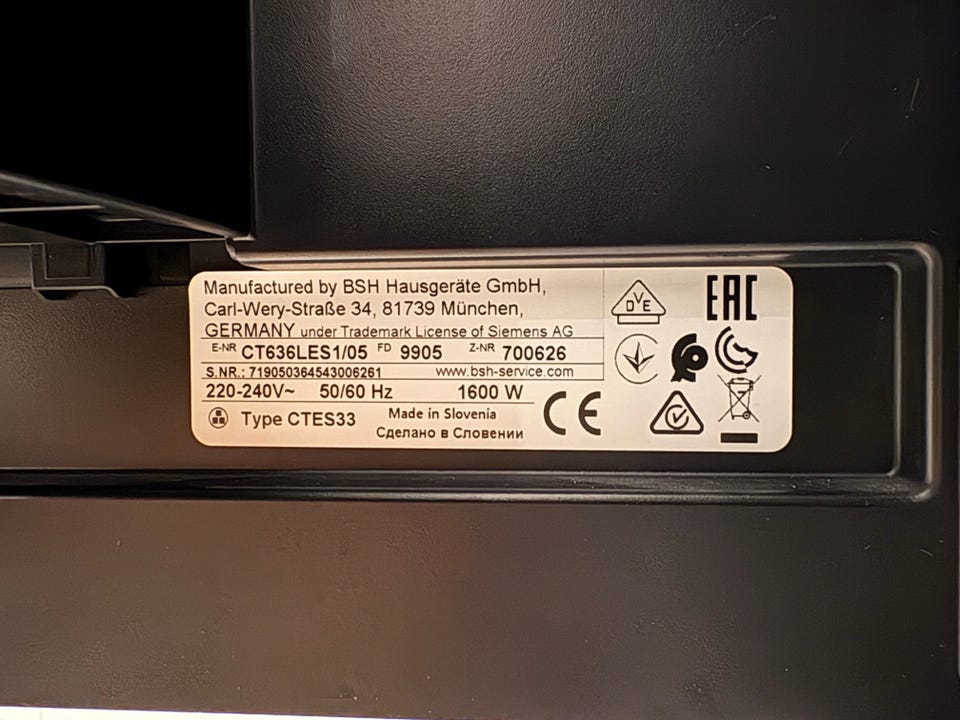 Manufactured by BSH Hausgeräte GmbH,
Carl-Wery-Straße 34, 81739 München,
GERMANY under Trademark License of Siemens AG
E-NR CT636LES1/05 FD 9905 Z-NR 700626
S.NR.: 719050364543006261 www.bsh-service.com
220-240V~ 50/60 Hz 1600 W
Type CTES33
Made in Slovenia
Сделано в Словении
DVE
EAC
CE